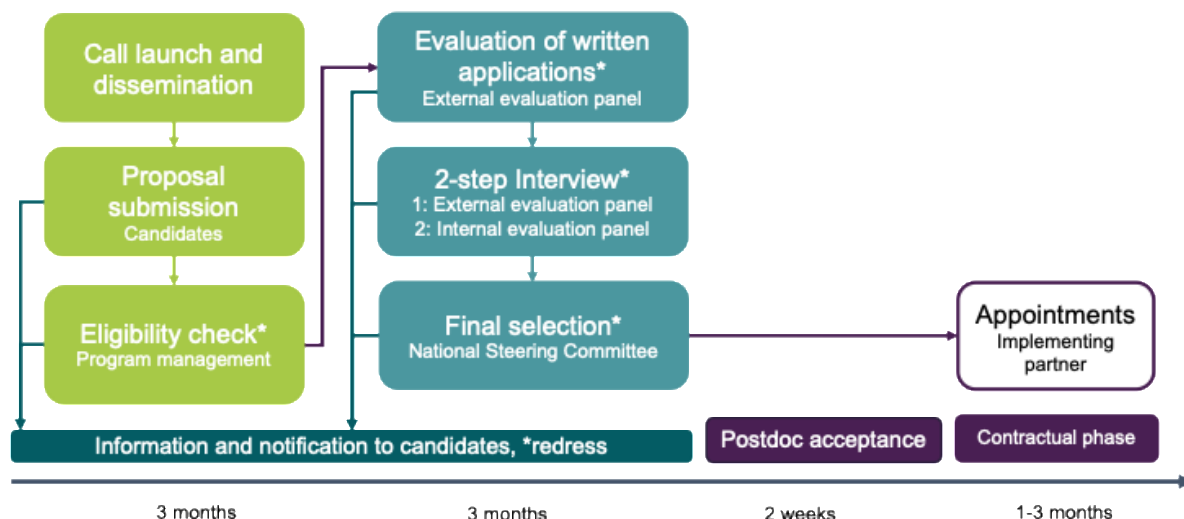 Call launch and
dissemination
Proposal
submission
Candidates
Eligibility check*
Program management
Evaluation of written
applications*
External evaluation panel
2-step Interview*
1: External evaluation panel
2: Internal evaluation panel
Final selection*
National Steering Committee
Appointments
Implementing
partner
Information and notification to candidates, *redress
Postdoc acceptance
Contractual phase
3 months
3 months
2 weeks
1-3 months